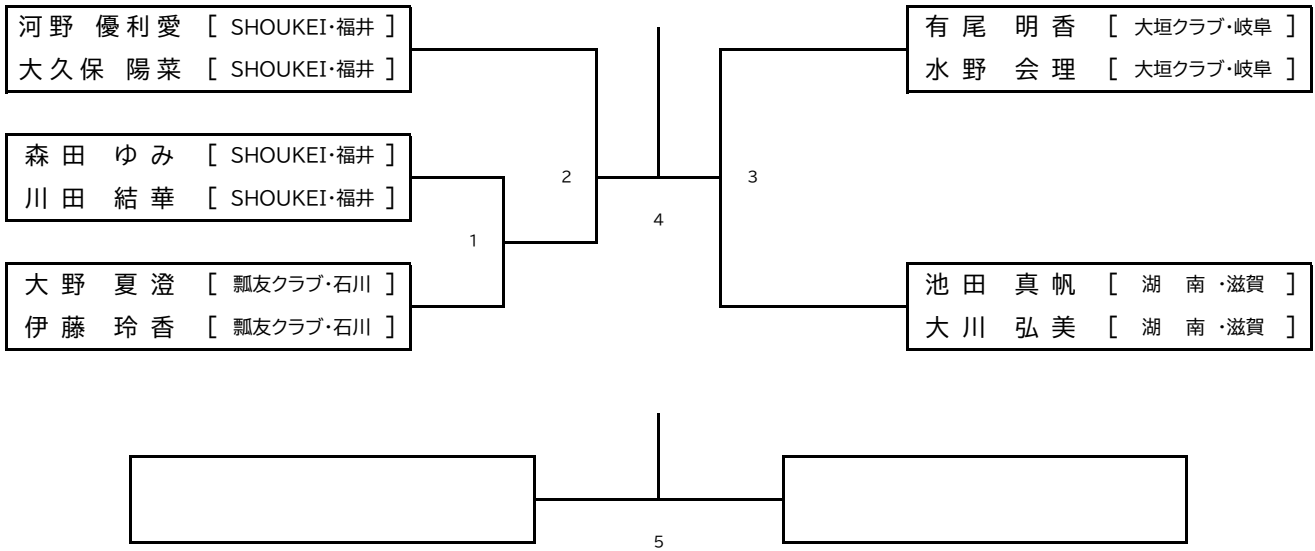 河野 優利愛 [ SHOUKEI･福井 ]
大久保 陽菜 [ SHOUKEI･福井 ]
森田 ゆみ [ SHOUKEI･福井 ]
川田 結華 [ SHOUKEI･福井 ]
大野 夏澄 [ 瓢友クラブ･石川 ]
伊藤 玲香 [ 瓢友クラブ･石川 ]
1
2
4
3
有尾 明香 [ 大垣クラブ･岐阜 ]
水野 会理 [ 大垣クラブ･岐阜 ]
池田 真帆 [ 湖 南 ･滋賀 ]
大川 弘美 [ 湖 南 ･滋賀 ]
5